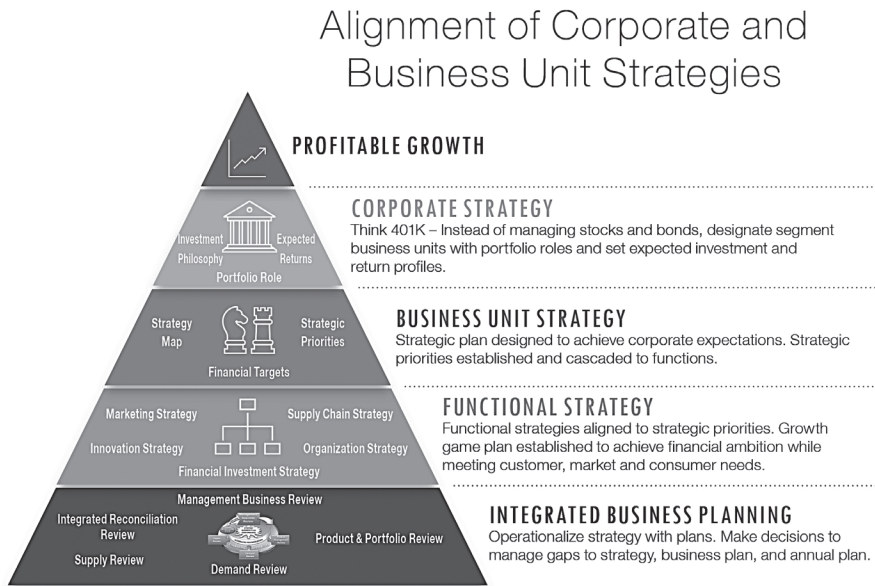 Alignment of Corporate and
Business Unit Strategies
PROFITABLE GROWTH
CORPORATE STRATEGY
Think 401K – Instead of managing stocks and bonds, designate segment
business units with portfolio roles and set expected investment and
return profiles.
Investment
Philosophy
Expected
Returns
Portfolio Role
BUSINESS UNIT STRATEGY
Strategic plan designed to achieve corporate expectations. Strategic
priorities established and cascaded to functions.
Strategy
Map
Strategic
Priorities
Financial Targets
FUNCTIONAL STRATEGY
Functional strategies aligned to strategic priorities. Growth
game plan established to achieve financial ambition while
meeting customer, market and consumer needs.
Marketing Strategy
Supply Chain Strategy
Innovation Strategy
Organization Strategy
Financial Investment Strategy
INTEGRATED BUSINESS PLANNING
Operationalize strategy with plans. Make decisions to
manage gaps to strategy, business plan, and annual plan.
Management Business Review
Integrated Reconciliation
Review
Product & Portfolio Review
Supply Review
Demand Review